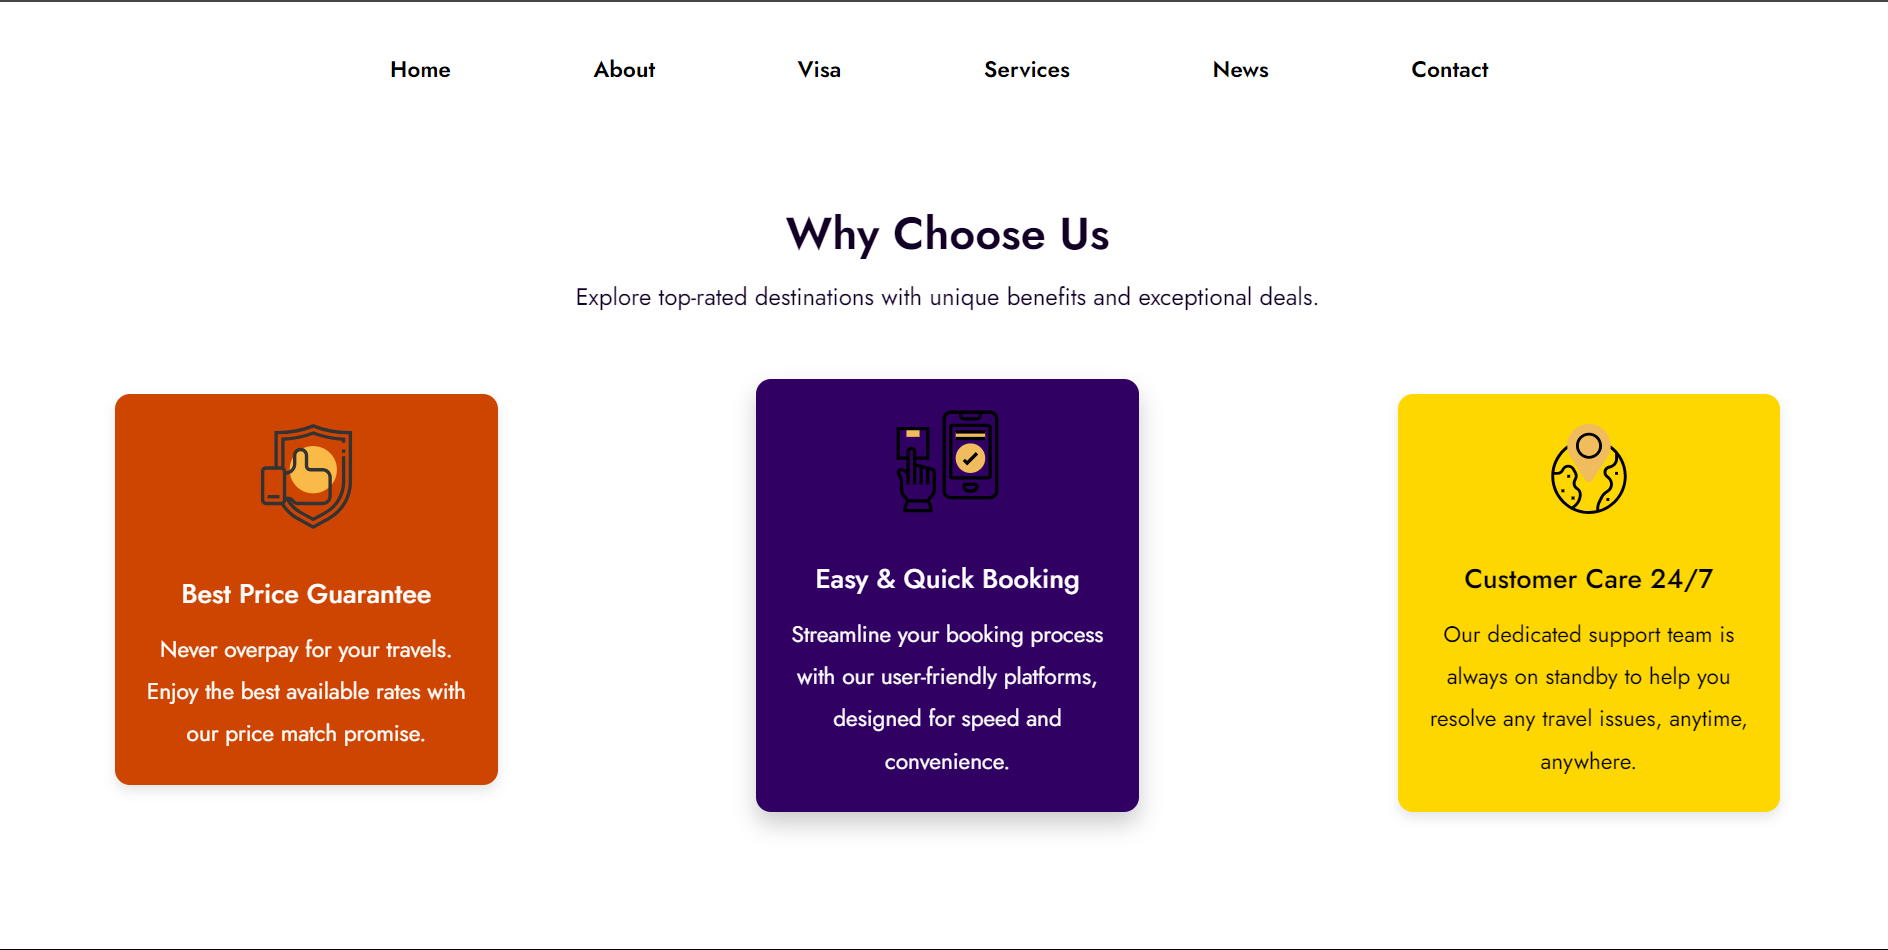 Home About Visa Services News Contact
Why Choose Us
Explore top-rated destinations with unique benefits and exceptional deals.
Best Price Guarantee
Never overpay for your travels.
Enjoy the best available rates with
our price match promise.
Easy & Quick Booking
Streamline your booking process
with our user-friendly platforms,
designed for speed and
convenience.
Customer Care 24/7
Our dedicated support team is
always on standby to help you
resolve any travel issues, anytime,
anywhere.